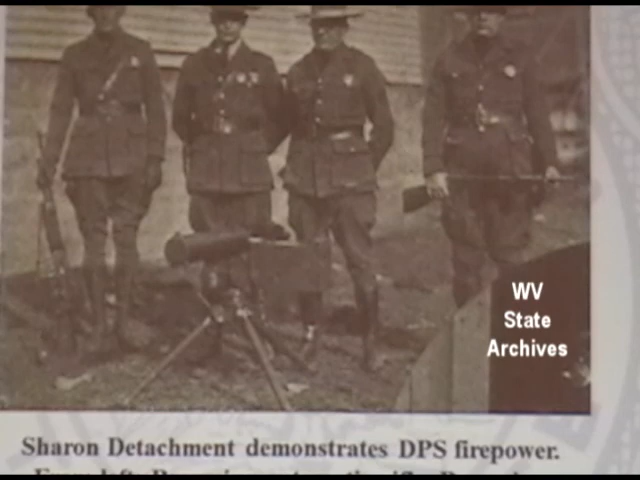 WV
State
Archives
Sharon Detachment demonstrates DPS firepower.